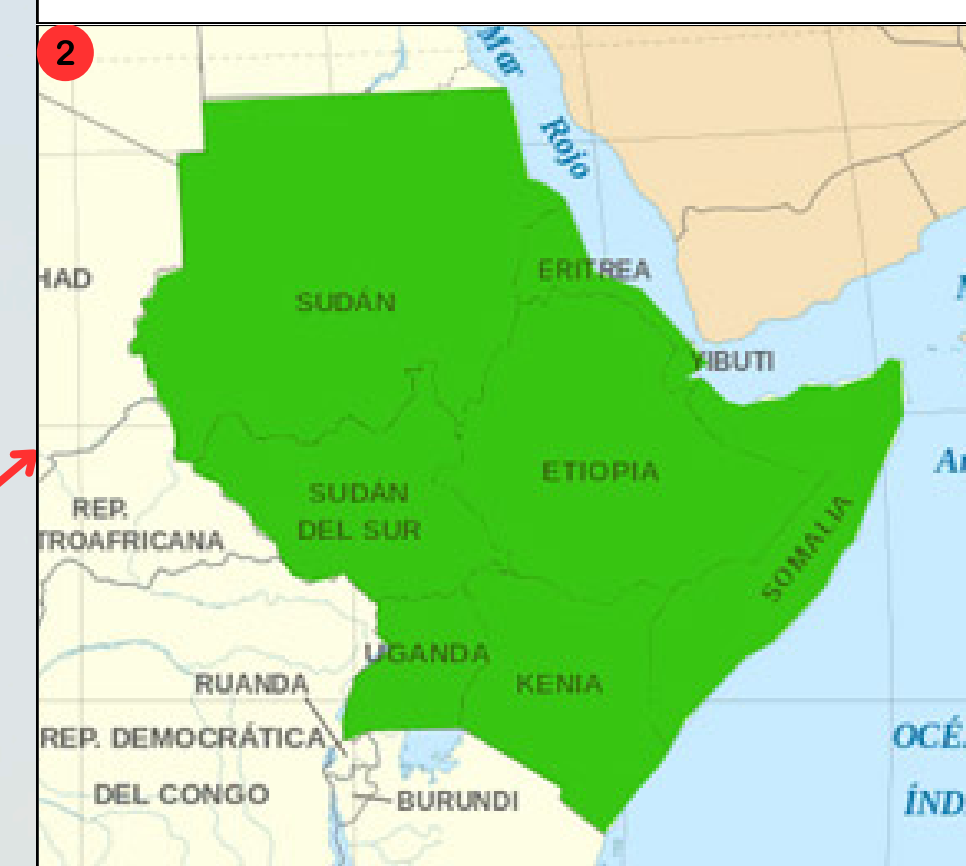 2
Mar
Rojo
HAD
ERITREA
SUDÁN
YIBUTI
ETIOPIA
SUDÁN
DEL SUR
REP.
TROAFRICANA
SOMALIA
UGANDA
RUANDA
KENIA
REP. DEMOCRÁTICA
DEL CONGO
BURUNDI
OCÉ
ÍND